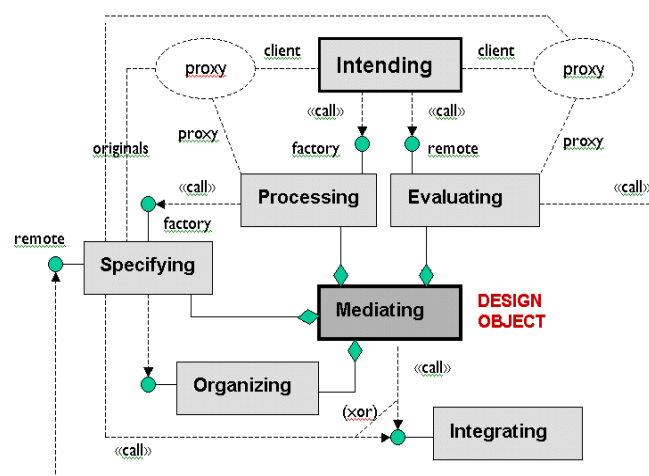 client
client
proxy
Intending
proxy
«call»
«call»
proxy
originals
factory
remote
proxy
«call»
Processing
Evaluating
«call»
factory
remote
Specifying
Mediating
DESIGN
OBJECT
«call»
Organizing
(xor)
«call»
Integrating